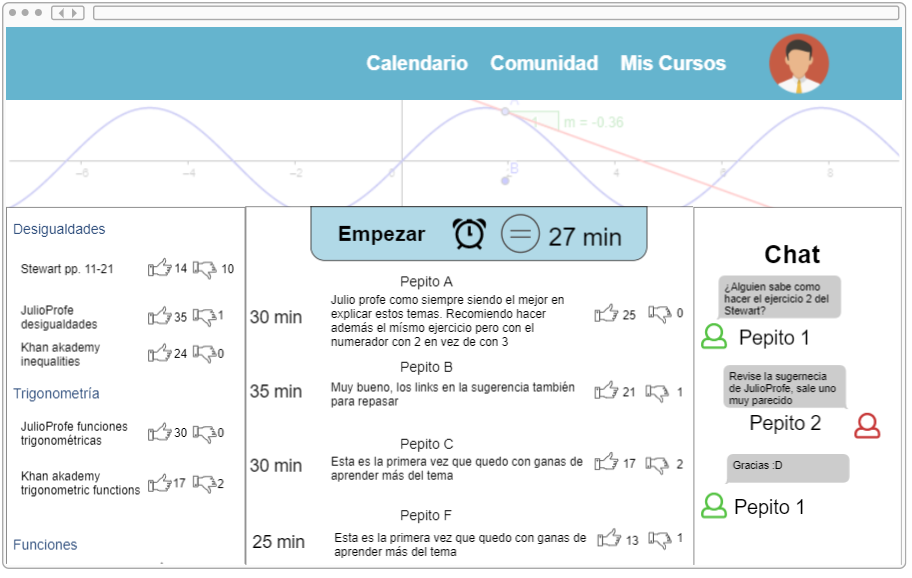 Calendario Comunidad Mis Cursos
A
1 m = -0.36
-6 -4 -2 0 4 6 8
B
Desigualdades
Stewart pp. 11-21 14 10
JulioProfe
desigualdades 35 1
Khan akademy
inequalities 24 0
Trigonometría
JulioProfe funciones
trigonométricas 30 0
Khan akademy
trigonometric functions 17 2
Funciones
Empezar 27 min
Pepito A
30 min
Julio profe como siempre siendo el mejor en
explicar estos temas. Recomiendo hacer
además el mísmo ejercicio pero con el
numerador con 2 en vez de con 3
25 0
Pepito B
35 min
Muy bueno, los links en la sugerencia también
para repasar
21 1
Pepito C
30 min
Esta es la primera vez que quedo con ganas de
aprender más del tema
17 2
Pepito F
25 min
Esta es la primera vez que quedo con ganas de
aprender más del tema
13 1
Chat
¿Alguien sabe como
hacer el ejercicio 2 del
Stewart?
Pepito 1
Revise la sugernecia
de JulioProfe, sale uno
muy parecido
Pepito 2
Gracias :D
Pepito 1